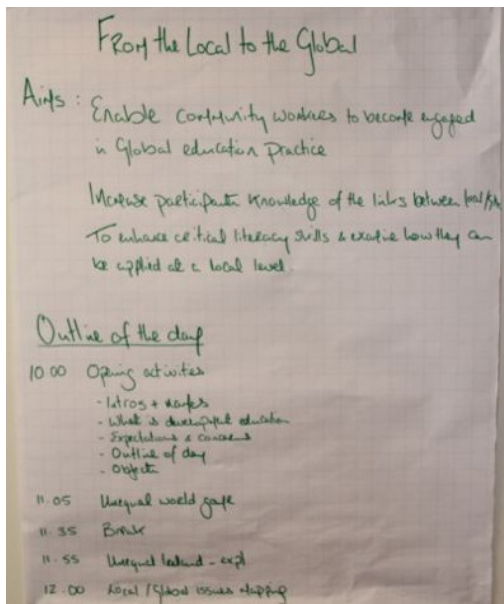 From the Local to the Global
Aims : Enable community workers to become engaged
in Global education Practice
Increase participants knowledge of the links between local/
To enhance critical literacy skills & examine how they can
be applied at a local level.
Outline of the day
10 00 Opening activities
- Intros + names
- What is development education
- Expectations & concerns
- Outline of day
- Objects
11.05 Unequal world game
11.35 Break
11.55 Unequal Ireland -
12.00 Local / Global issues mapping